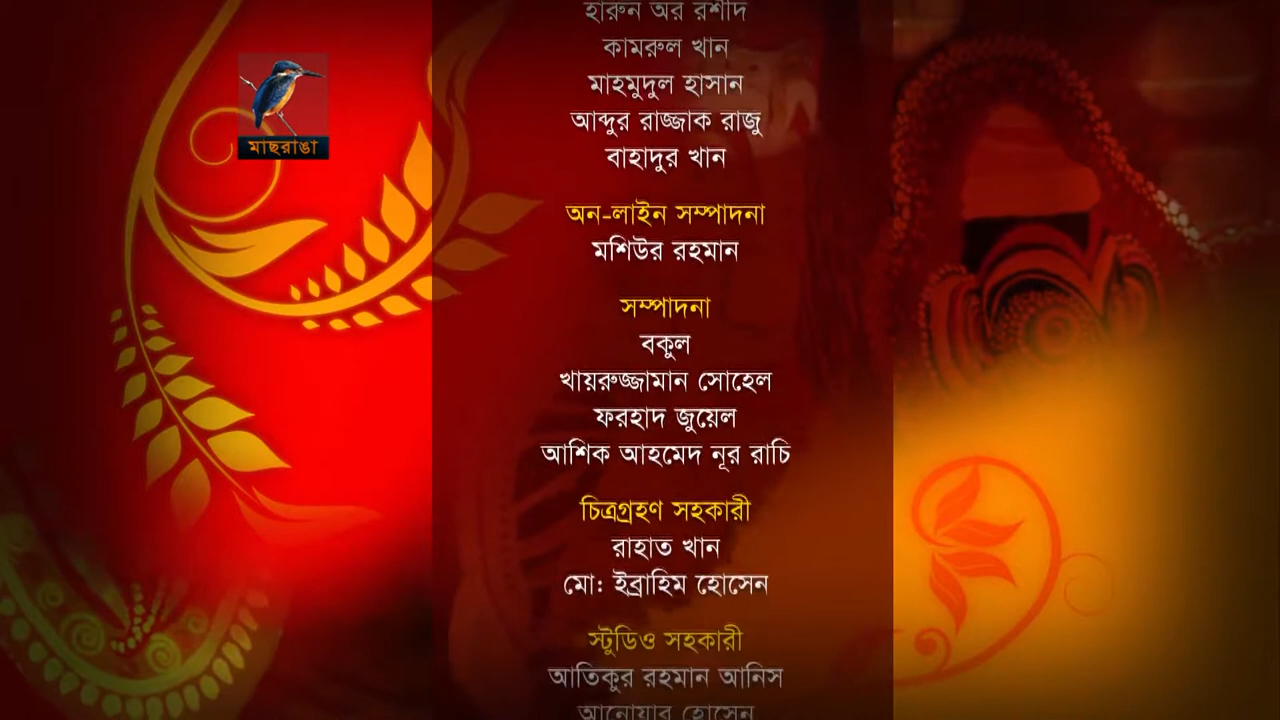 হারুন অর রশীদ
কামরুল খান
মাহমুদুল হাসান
আব্দুর রাজ্জাক রাজু
বাহাদুর খান
মাছরাঙা
অন-লাইন সম্পাদনা
মশিউর রহমান
সম্পাদনা
বকুল
খায়রুজ্জামান সোহেল
ফরহাদ জুয়েল
আশিক আহমেদ নূর রাচি
চিত্রগ্রহণ সহকারী
রাহাত খান
মো: ইব্রাহিম হোসেন
স্টুডিও সহকারী
আতিকুর রহমান আনিস
আনোয়ার হোসেন